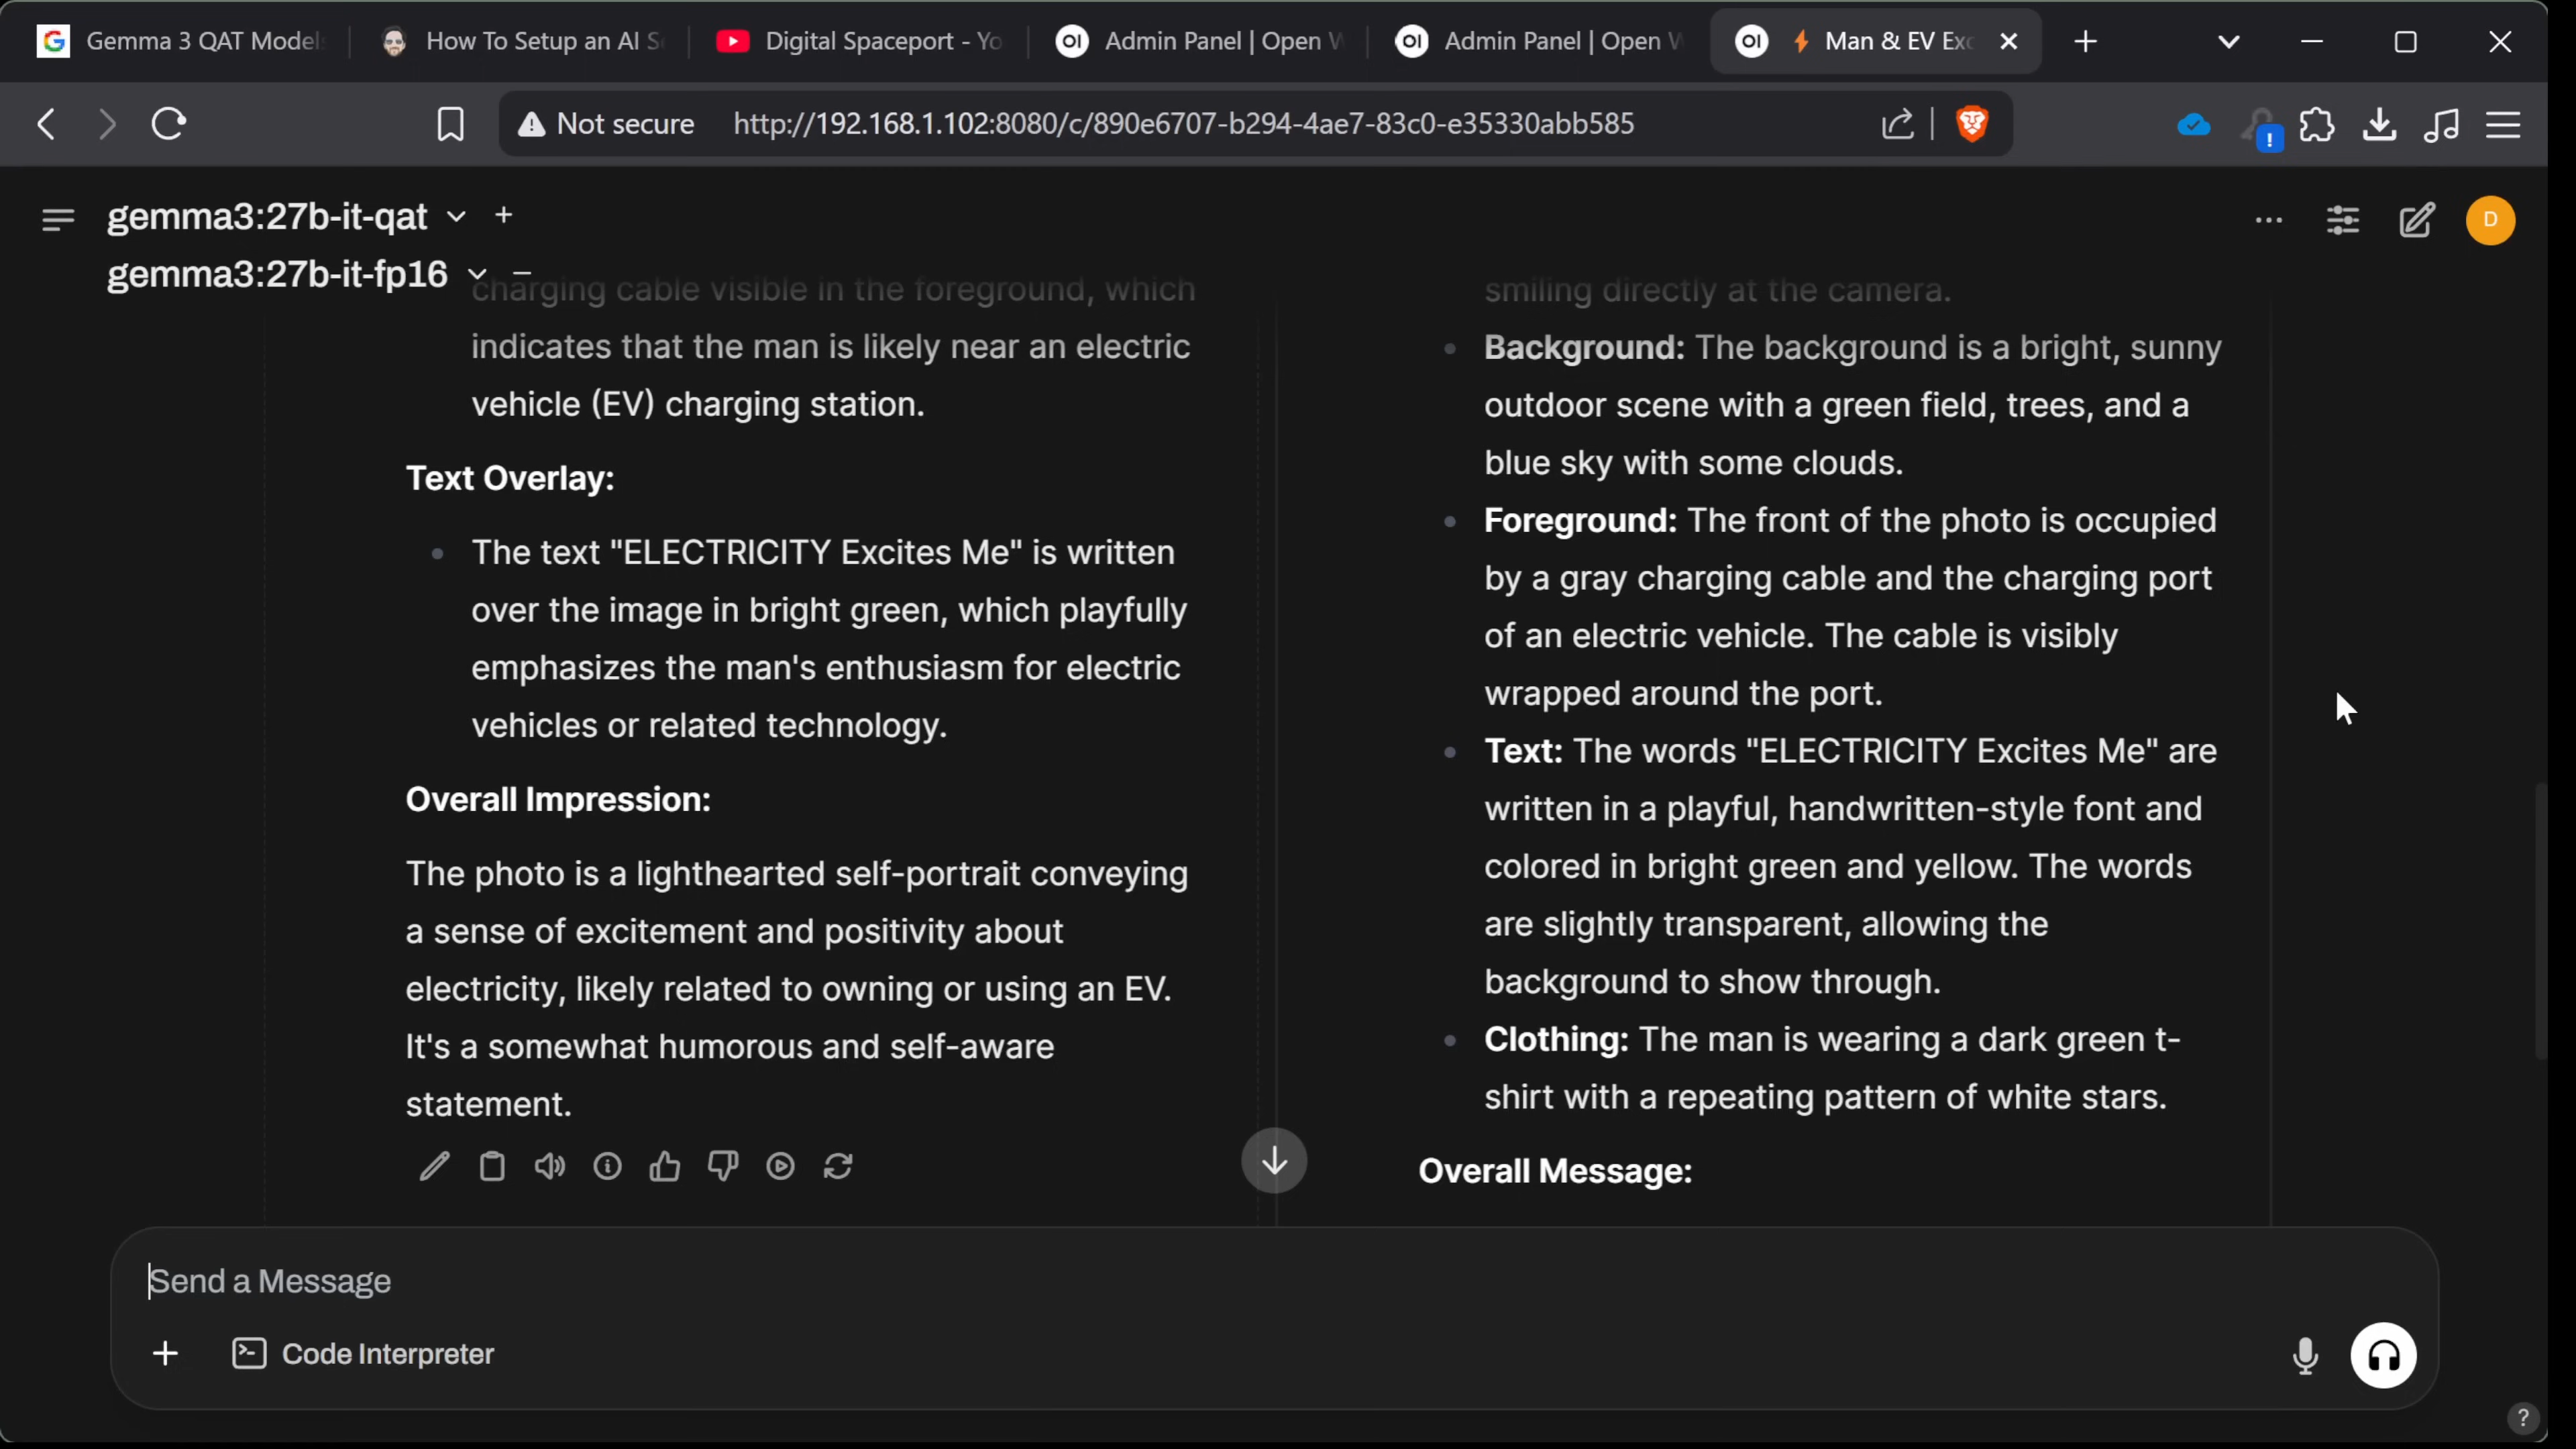 Gemma 3 QAT Models
How To Setup an AI Se
Digital Spaceport - Yo
Admin Panel | Open W
Admin Panel | Open W
Man & EV Exc
Not secure
http://192.168.1.102:8080/c/890e6707-b294-4ae7-83c0-e35330abb585
gemma3:27b-it-qat
gemma3:27b-it-fp16
D
charging cable visible in the foreground, which
indicates that the man is likely near an electric
vehicle (EV) charging station.
Text Overlay:
The text "ELECTRICITY Excites Me" is written
over the image in bright green, which playfully
emphasizes the man's enthusiasm for electric
vehicles or related technology.
Overall Impression:
The photo is a lighthearted self-portrait conveying
a sense of excitement and positivity about
electricity, likely related to owning or using an EV.
It's a somewhat humorous and self-aware
statement.
smiling directly at the camera.
Background: The background is a bright, sunny
outdoor scene with a green field, trees, and a
blue sky with some clouds.
Foreground: The front of the photo is occupied
by a gray charging cable and the charging port
of an electric vehicle. The cable is visibly
wrapped around the port.
Text: The words "ELECTRICITY Excites Me" are
written in a playful, handwritten-style font and
colored in bright green and yellow. The words
are slightly transparent, allowing the
background to show through.
Clothing: The man is wearing a dark green t-
shirt with a repeating pattern of white stars.
Overall Message:
Send a Message
Code Interpreter
?